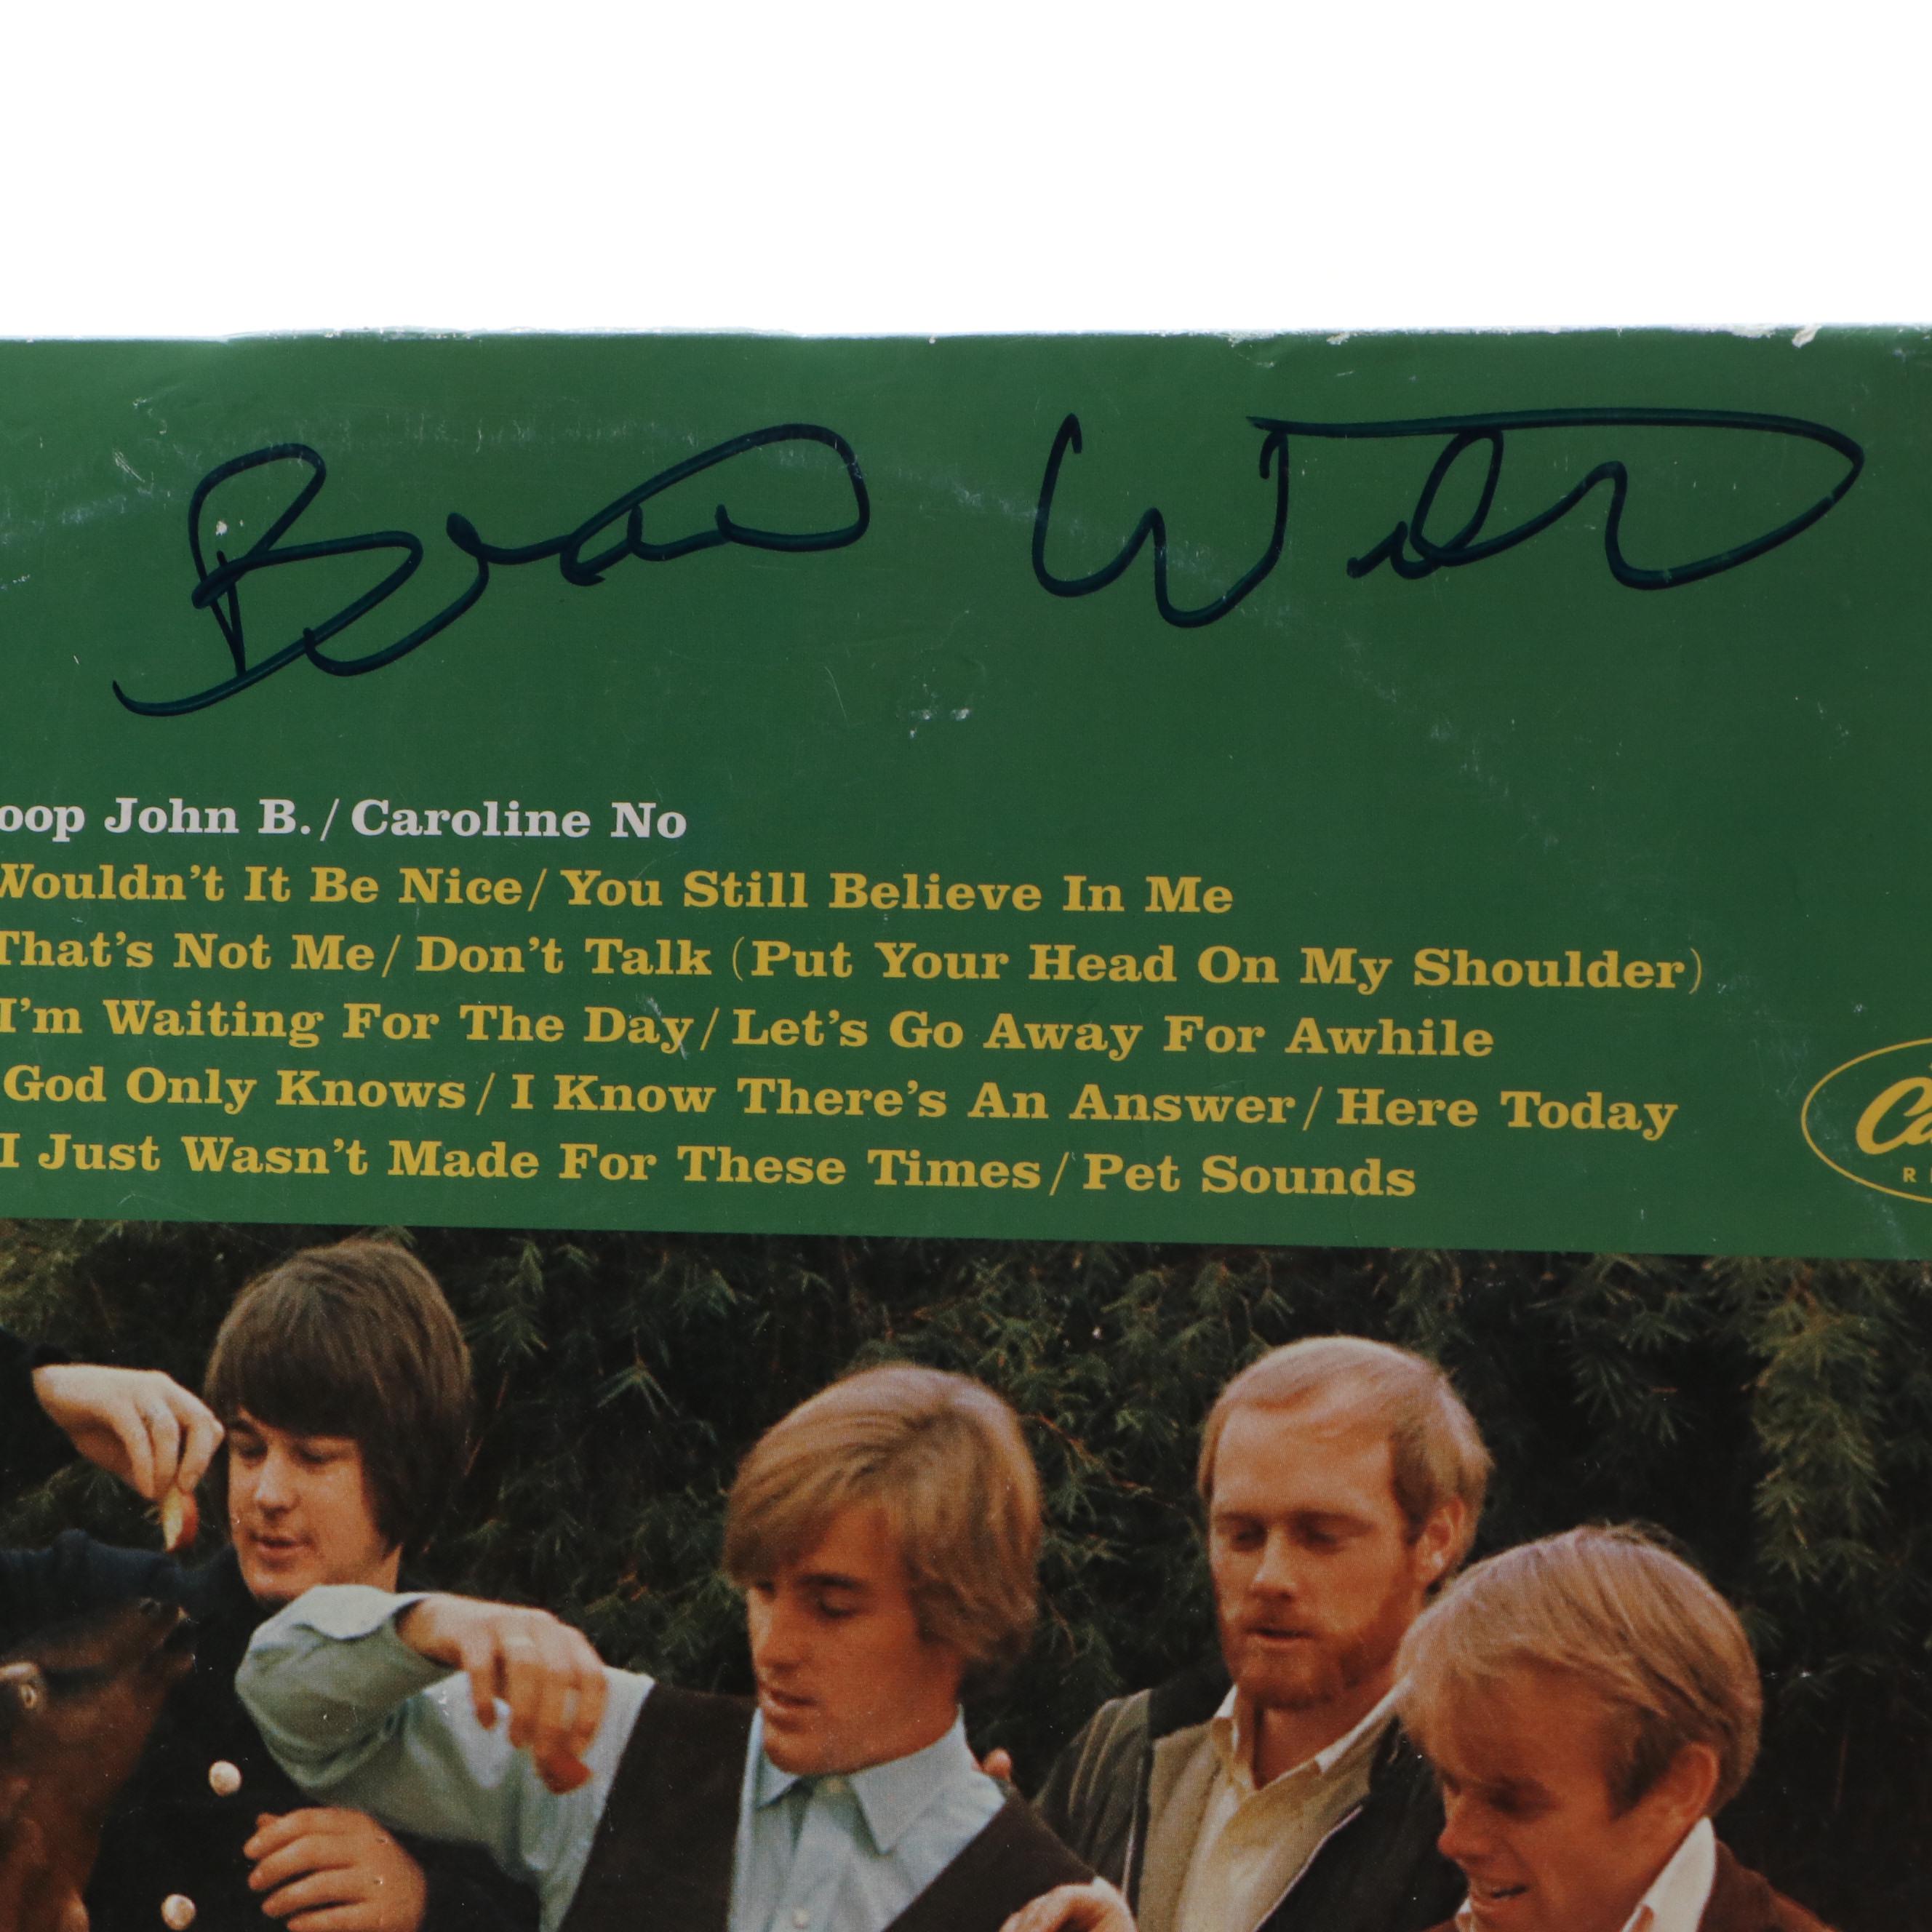 Brian Wilson
oop John B. / Caroline No
Wouldn't It Be Nice / You Still Believe In Me
That's Not Me / Don't Talk (Put Your Head On My Shoulder)
I'm Waiting For The Day / Let's Go Away For Awhile
God Only Knows / I Know There's An Answer / Here Today
I Just Wasn't Made For These Times / Pet Sounds
Ca
R